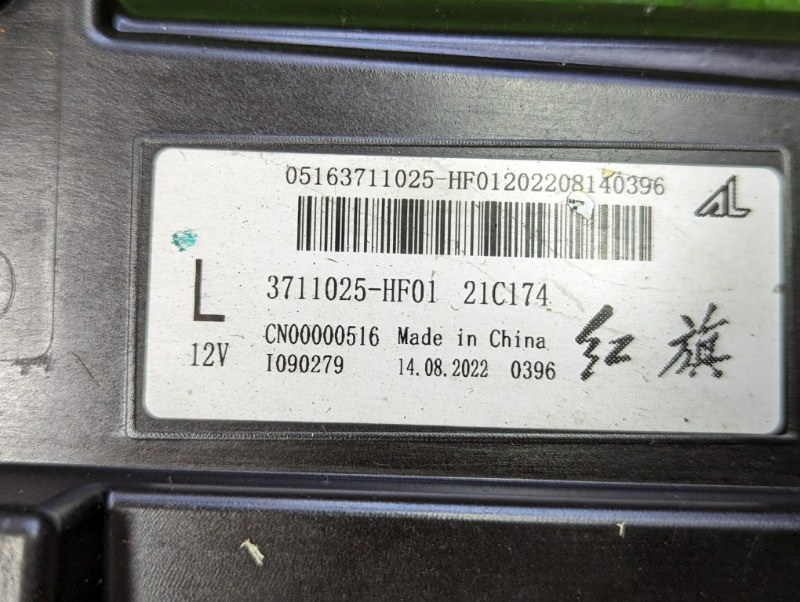 05163711025-HF01202208140396
L 3711025-HF01 21C174
CN00000516 Made in China
12V I090279 14.08.2022 0396
红旗